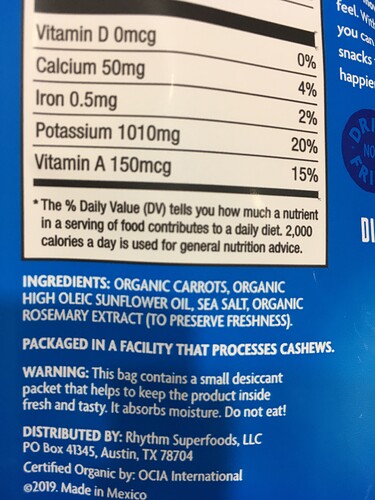 Vitamin D 0mcg 0%
Calcium 50mg 4%
Iron 0.5mg 2%
Potassium 1010mg 20%
Vitamin A 150mcg 15%
* The % Daily Value (DV) tells you how much a nutrient
in a serving of food contributes to a daily diet. 2,000
calories a day is used for general nutrition advice.
INGREDIENTS: ORGANIC CARROTS, ORGANIC
HIGH OLEIC SUNFLOWER OIL, SEA SALT, ORGANIC
ROSEMARY EXTRACT (TO PRESERVE FRESHNESS).
PACKAGED IN A FACILITY THAT PROCESSES CASHEWS.
WARNING: This bag contains a small desiccant
packet that helps to keep the product inside
fresh and tasty. It absorbs moisture. Do not eat!
DISTRIBUTED BY: Rhythm Superfoods, LLC
PO Box 41345, Austin, TX 78704
Certified Organic by: OCIA International
©2019. Made in Mexico
feel. With
you can
snacks
happie
DRI
NO
FRI
DI